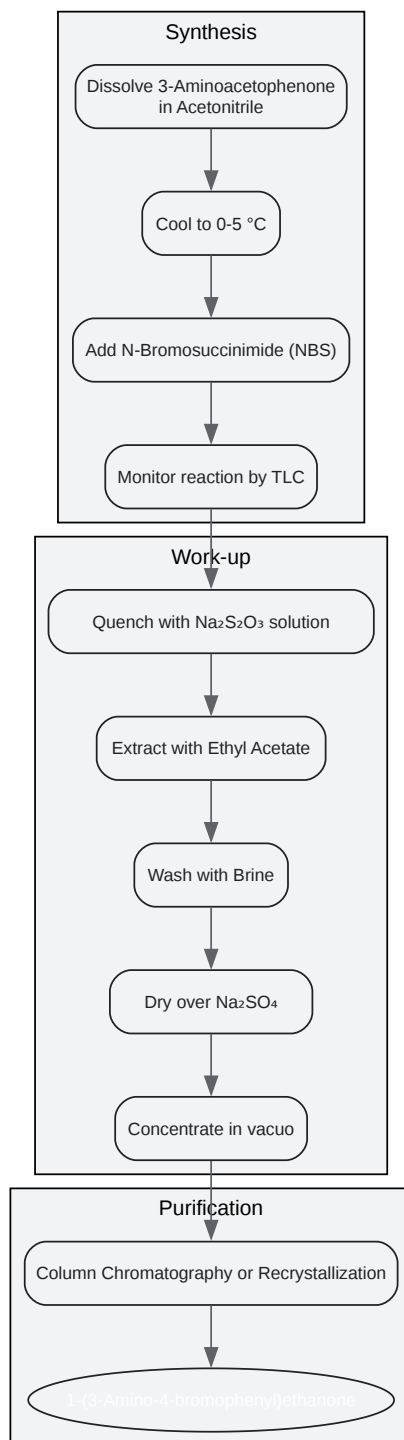 Synthesis
Dissolve 3-Aminoacetophenone
in Acetonitrile
Cool to 0-5 °C
Add N-Bromosuccinimide (NBS)
Monitor reaction by TLC
Work-up
Quench with Na₂S₂O₃ solution
Extract with Ethyl Acetate
Wash with Brine
Dry over Na₂SO₄
Concentrate in vacuo
Purification
Column Chromatography or Recrystallization
1-(3-Amino-4-bromophenyl)ethanone